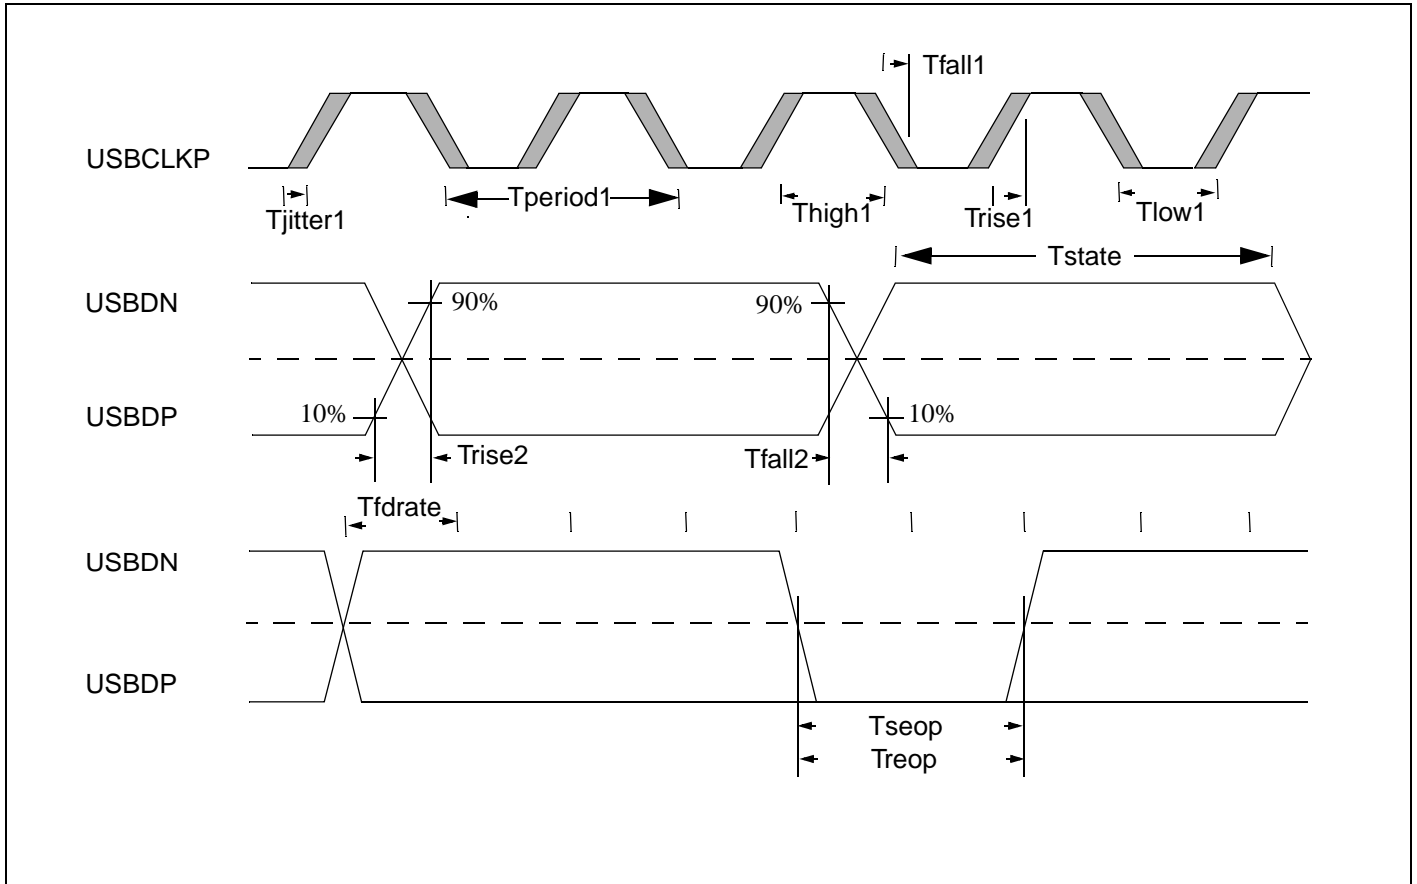 Tfall1
USBCLKP
Tperiod1
Tjitter1
Thigh1
Trise1
Tlow1
Tstate
USBDN
90%
90%
USBDP
10%
10%
Trise2
Tfall2
Tfdrate
USBDN
USBDP
Tseop
Treop